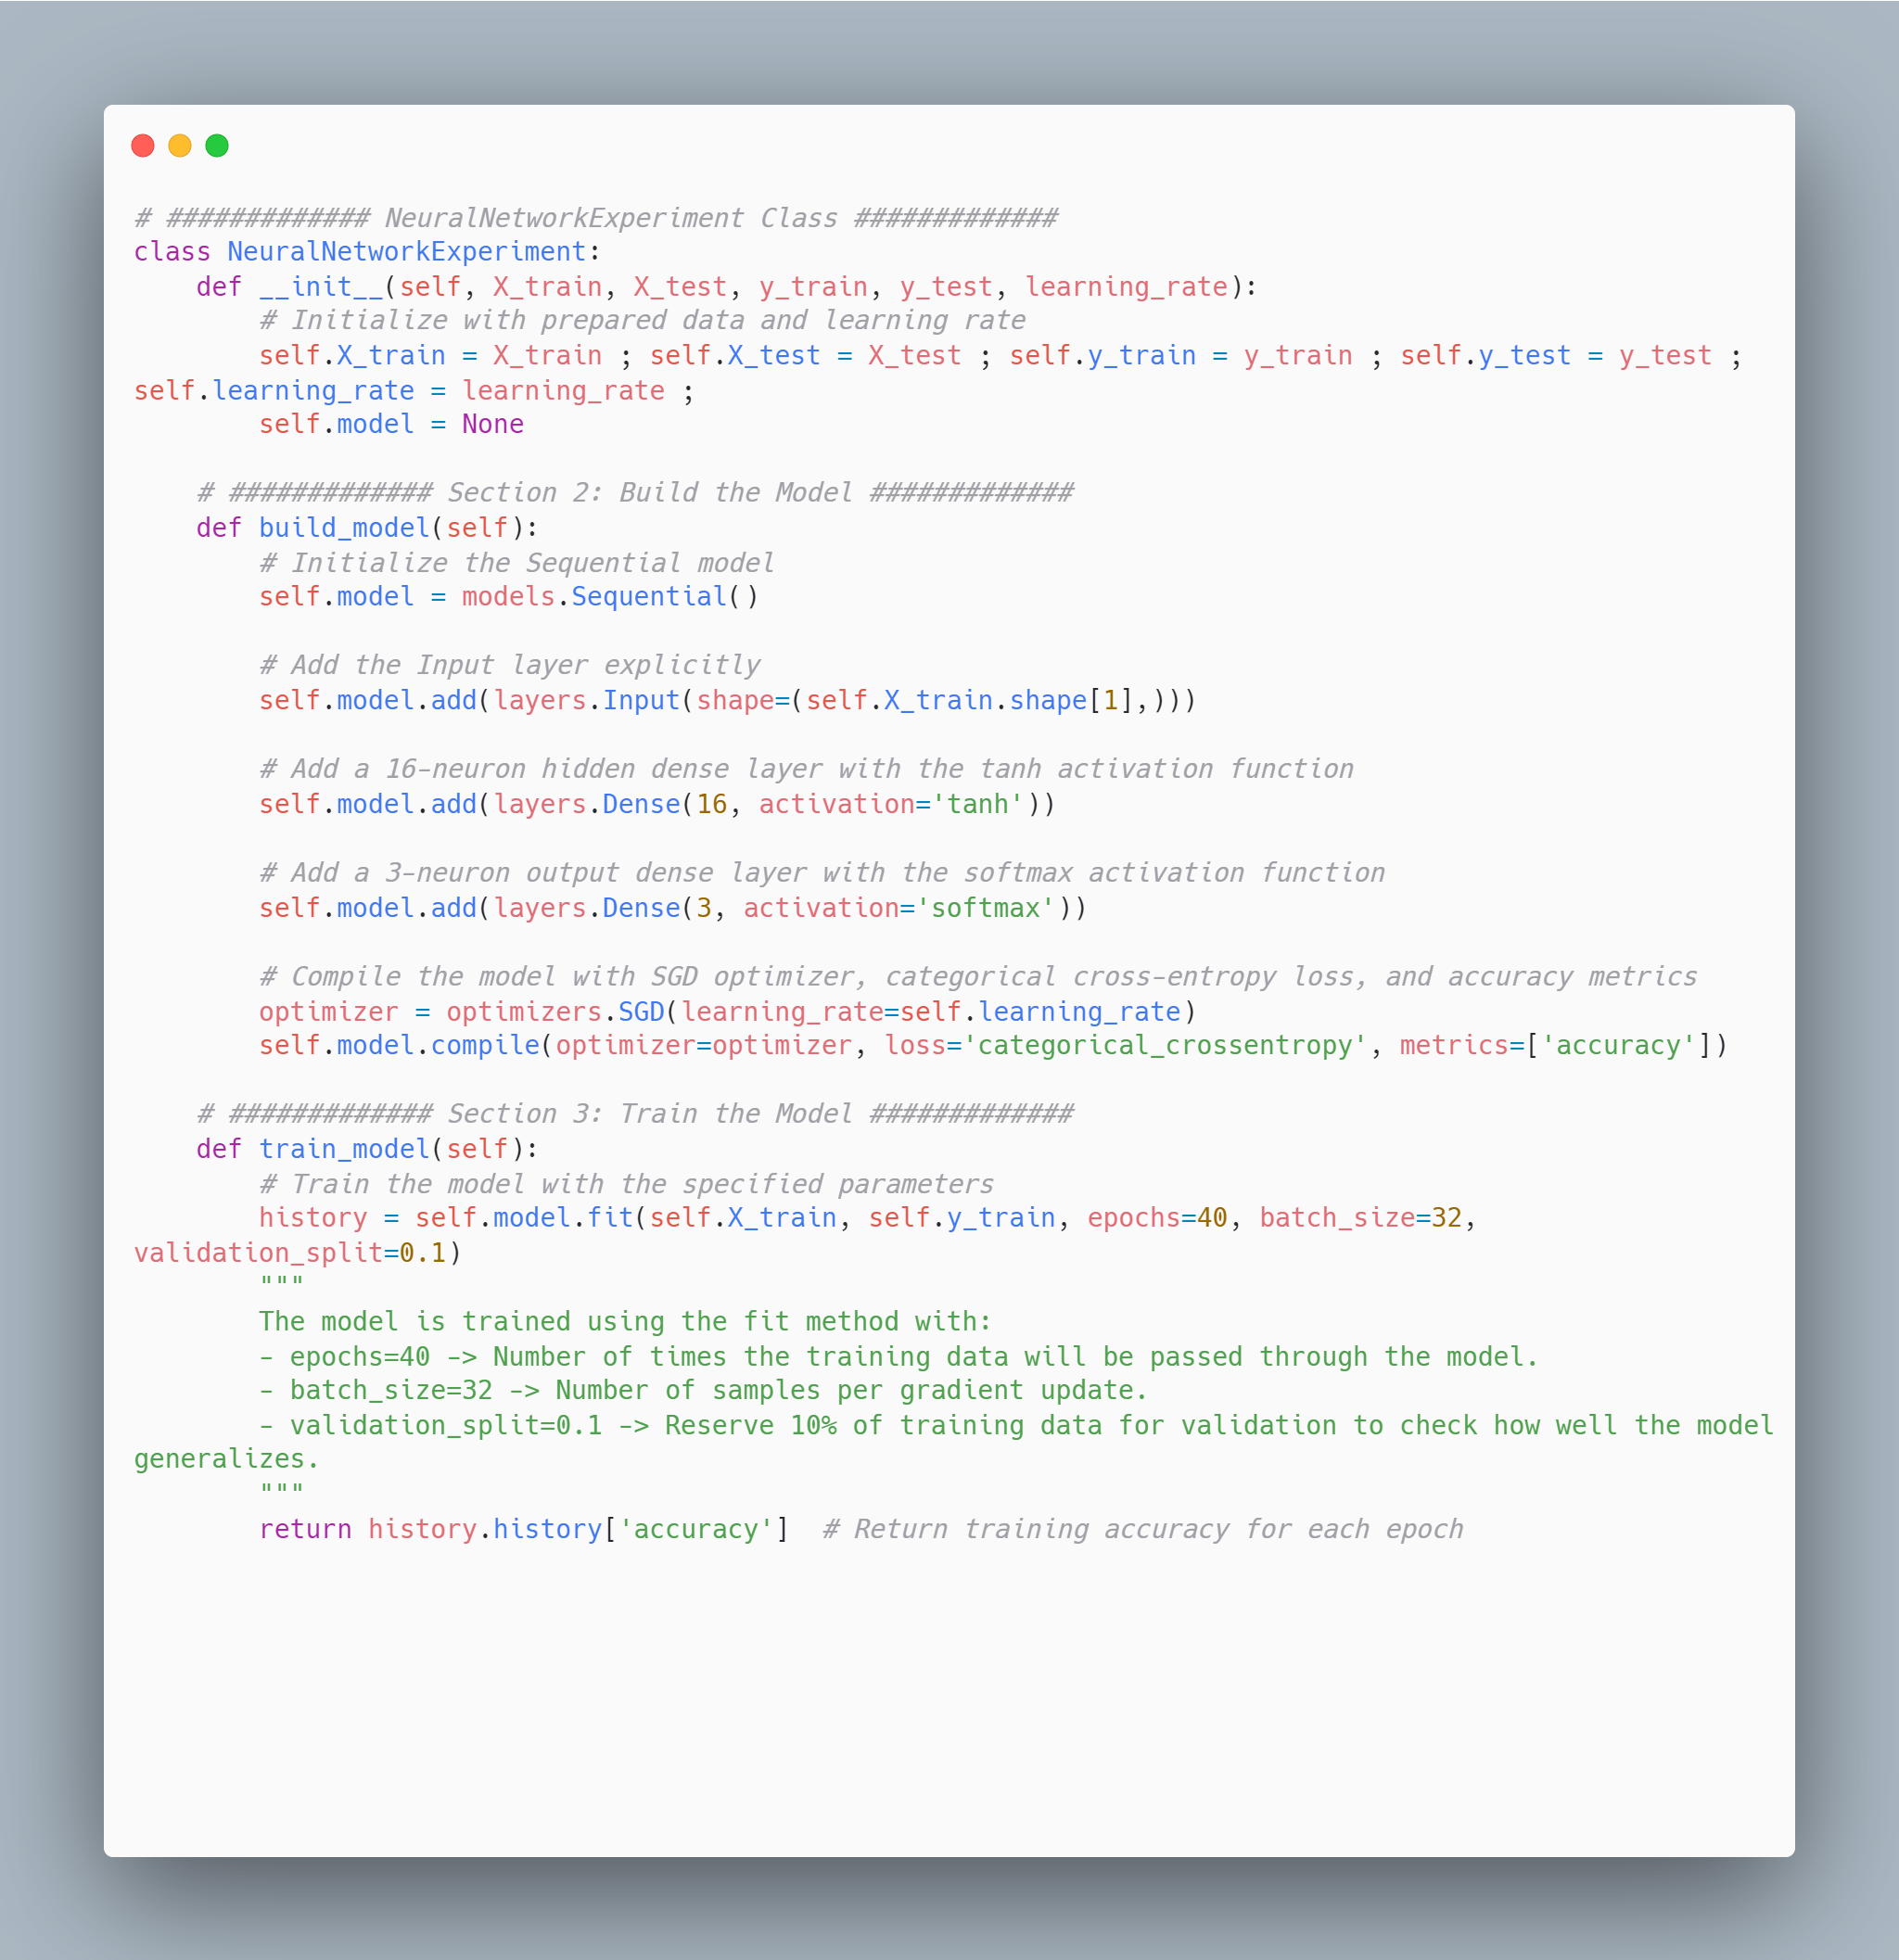 # ############# NeuralNetworkExperiment Class #############
class NeuralNetworkExperiment:
    def __init__(self, X_train, X_test, y_train, y_test, learning_rate):
        # Initialize with prepared data and learning rate
        self.X_train = X_train ; self.X_test = X_test ; self.y_train = y_train ; self.y_test = y_test ;
self.learning_rate = learning_rate ;
        self.model = None

    # ############# Section 2: Build the Model #############
    def build_model(self):
        # Initialize the Sequential model
        self.model = models.Sequential()

        # Add the Input layer explicitly
        self.model.add(layers.Input(shape=(self.X_train.shape[1],)))

        # Add a 16-neuron hidden dense layer with the tanh activation function
        self.model.add(layers.Dense(16, activation='tanh'))

        # Add a 3-neuron output dense layer with the softmax activation function
        self.model.add(layers.Dense(3, activation='softmax'))

        # Compile the model with SGD optimizer, categorical cross-entropy loss, and accuracy metrics
        optimizer = optimizers.SGD(learning_rate=self.learning_rate)
        self.model.compile(optimizer=optimizer, loss='categorical_crossentropy', metrics=['accuracy'])

    # ############# Section 3: Train the Model #############
    def train_model(self):
        # Train the model with the specified parameters
        history = self.model.fit(self.X_train, self.y_train, epochs=40, batch_size=32,
validation_split=0.1)
        """
        The model is trained using the fit method with:
        - epochs=40 -> Number of times the training data will be passed through the model.
        - batch_size=32 -> Number of samples per gradient update.
        - validation_split=0.1 -> Reserve 10% of training data for validation to check how well the model
generalizes.
        """
        return history.history['accuracy']  # Return training accuracy for each epoch